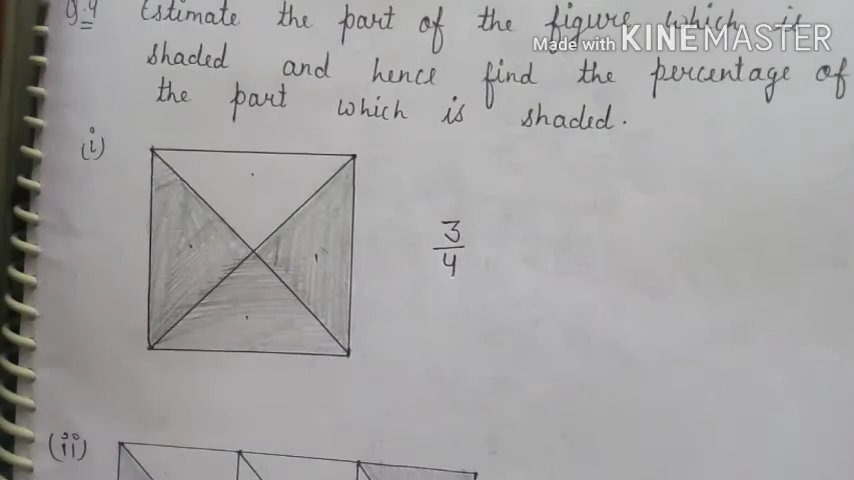 Q.4 Estimate the part of the figure which is
Made with KINEMASTER
shaded and hence find the percentage of
the part which is shaded.
(i)
3
4
(ii)